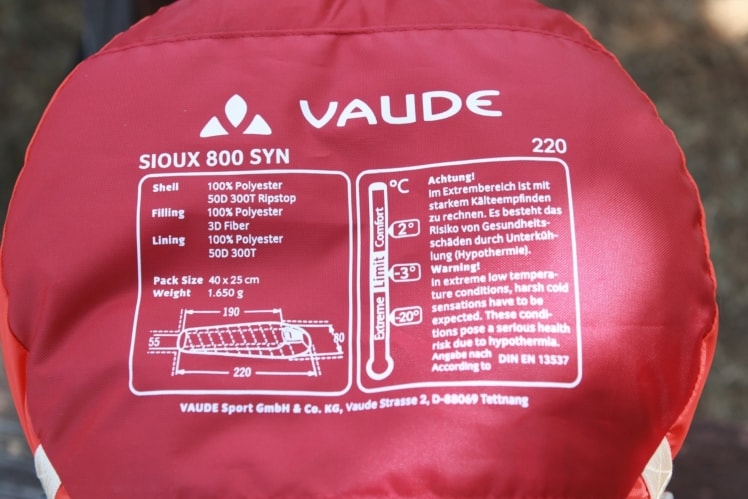 VAUDE
SIOUX 800 SYN
220
Shell 100% Polyester
50D 300T Ripstop
Filling 100% Polyester
3D Fiber
Lining 100% Polyester
50D 300T
Pack Size 40 x 25 cm
Weight 1.650 g
190
55
80
220
°C
Comfort
2°
Limit
-3°
Extreme
-20°
Achtung!
Im Extrembereich ist mit
starkem Kälteempfinden
zu rechnen. Es besteht das
Risiko von Gesundheits-
schäden durch Unterküh-
lung (Hypothermie).
Warning!
In extreme low tempera-
ture conditions, harsh cold
sensations have to be
expected. These condi-
tions pose a serious health
risk due to hypothermia.
Angabe nach
According to DIN EN 13537
VAUDE Sport GmbH & Co. KG, Vaude Strasse 2, D-88069 Tettnang